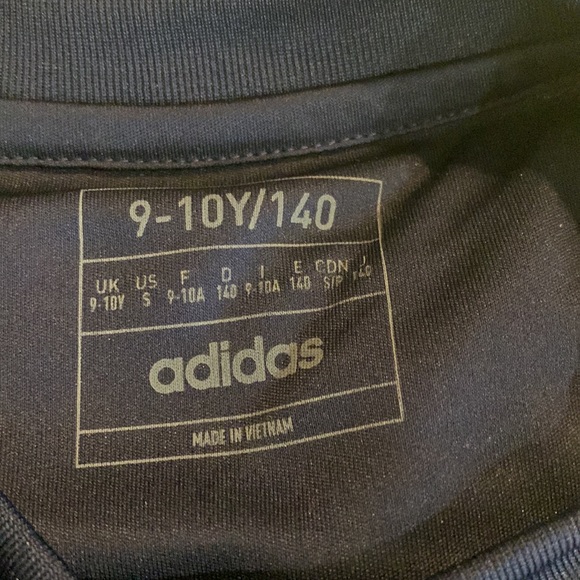 9-10Y/140
UK US F D I E CDN J
9-10Y S 9-10A 140 9-10A 140 S/P 140
adidas
MADE IN VIETNAM